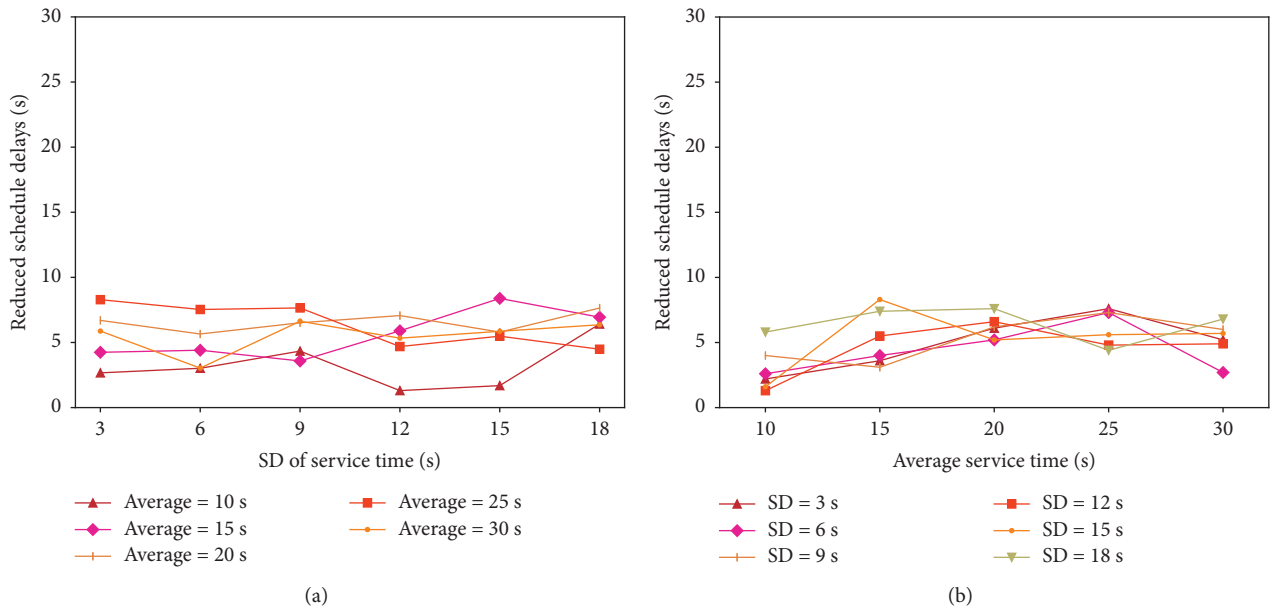 Reduced schedule delays (s)
30
25
20
15
10
5
0
3 6 9 12 15 18
SD of service time (s)
Average = 10 s
Average = 15 s
Average = 20 s
Average = 25 s
Average = 30 s
(a)
Reduced schedule delays (s)
30
25
20
15
10
5
0
10 15 20 25 30
Average service time (s)
SD = 3 s
SD = 6 s
SD = 9 s
SD = 12 s
SD = 15 s
SD = 18 s
(b)